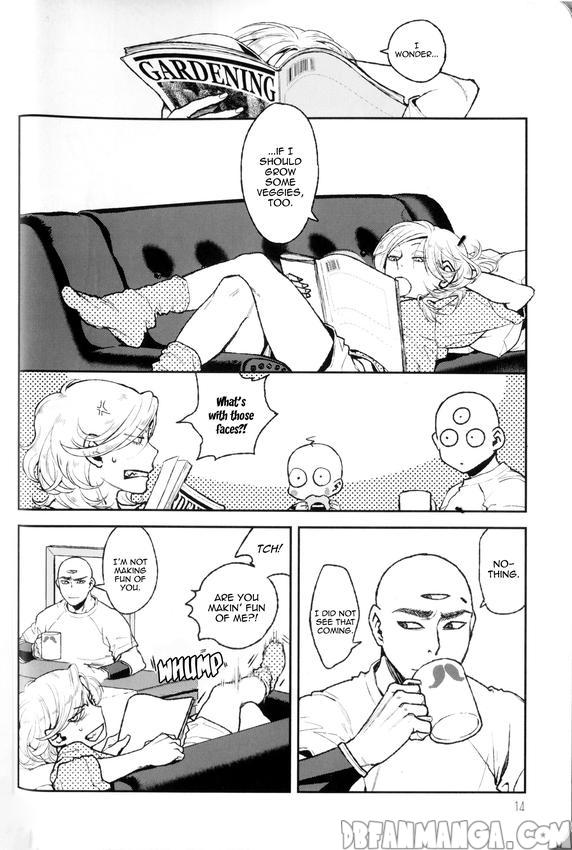 I
WONDER...
GARDENING
...IF I
SHOULD
GROW
SOME
VEGGIES,
TOO.
What's
with those
faces?!
GARDEN
NO-
THING.
I DID NOT
SEE THAT
COMING.
TCH!
I'M NOT
MAKING
FUN OF
YOU.
ARE YOU
MAKIN' FUN
OF ME?!
WHUMP
14
DBFANMANGA.COM